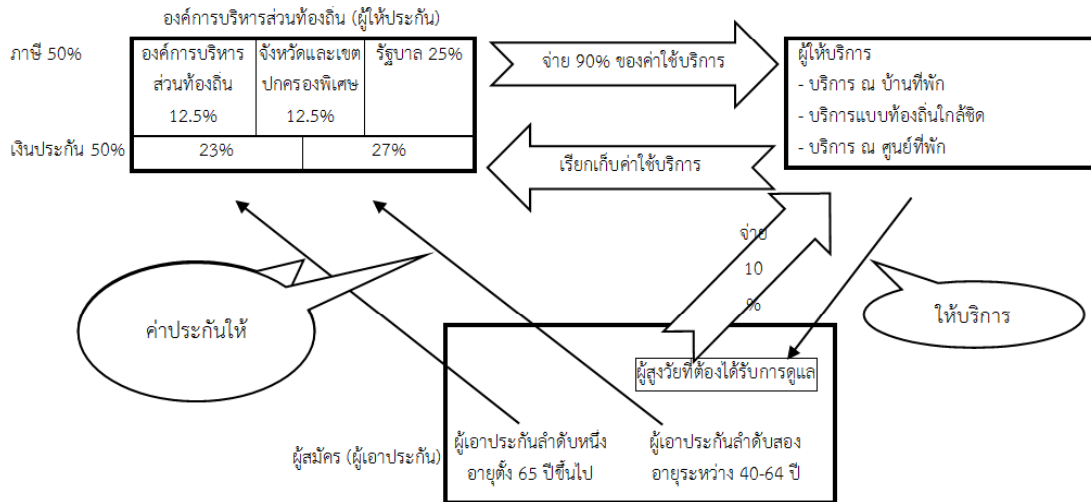 องค์การบริหารส่วนท้องถิ่น (ผู้ให้ประกัน)
ภาษี 50%
องค์การบริหาร
ส่วนท้องถิ่น
12.5%
จังหวัดและเขต
ปกครองพิเศษ
12.5%
รัฐบาล 25%
เงินประกัน 50%
23%
27%
จ่าย 90% ของค่าใช้บริการ
เรียกเก็บค่าใช้บริการ
ผู้ให้บริการ
- บริการ ณ บ้านที่พัก
- บริการแบบท้องถิ่นใกล้ชิด
- บริการ ณ ศูนย์ที่พัก
จ่าย
10
%
ค่าประกันให้
ให้บริการ
ผู้สูงวัยที่ต้องได้รับการดูแล
ผู้สมัคร (ผู้เอาประกัน)
ผู้เอาประกันลำดับหนึ่ง
อายุตั้ง 65 ปีขึ้นไป
ผู้เอาประกันลำดับสอง
อายุระหว่าง 40-64 ปี